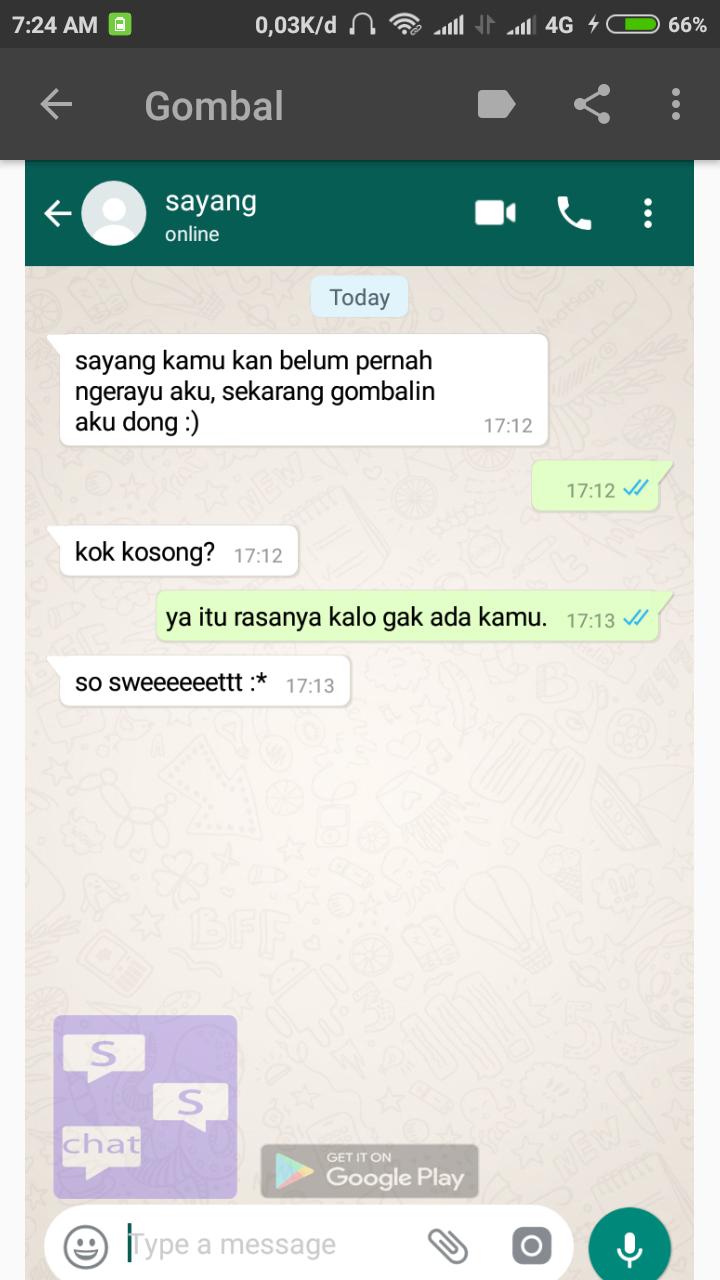 7:24 AM 0,03K/d 4G 66%
Gombal
sayang
online
Today
sayang kamu kan belum pernah
ngerayu aku, sekarang gombalin
aku dong :) 17:12
17:12
kok kosong? 17:12
ya itu rasanya kalo gak ada kamu. 17:13
so sweeeeeettt :* 17:13
S
S
chat
GET IT ON
Google Play
Type a message